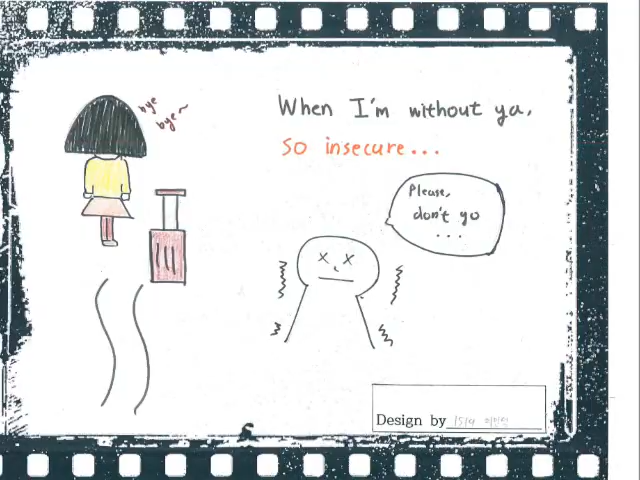 bye
bye~
When I'm without ya,
So insecure...
Please,
don't go
...
Design by